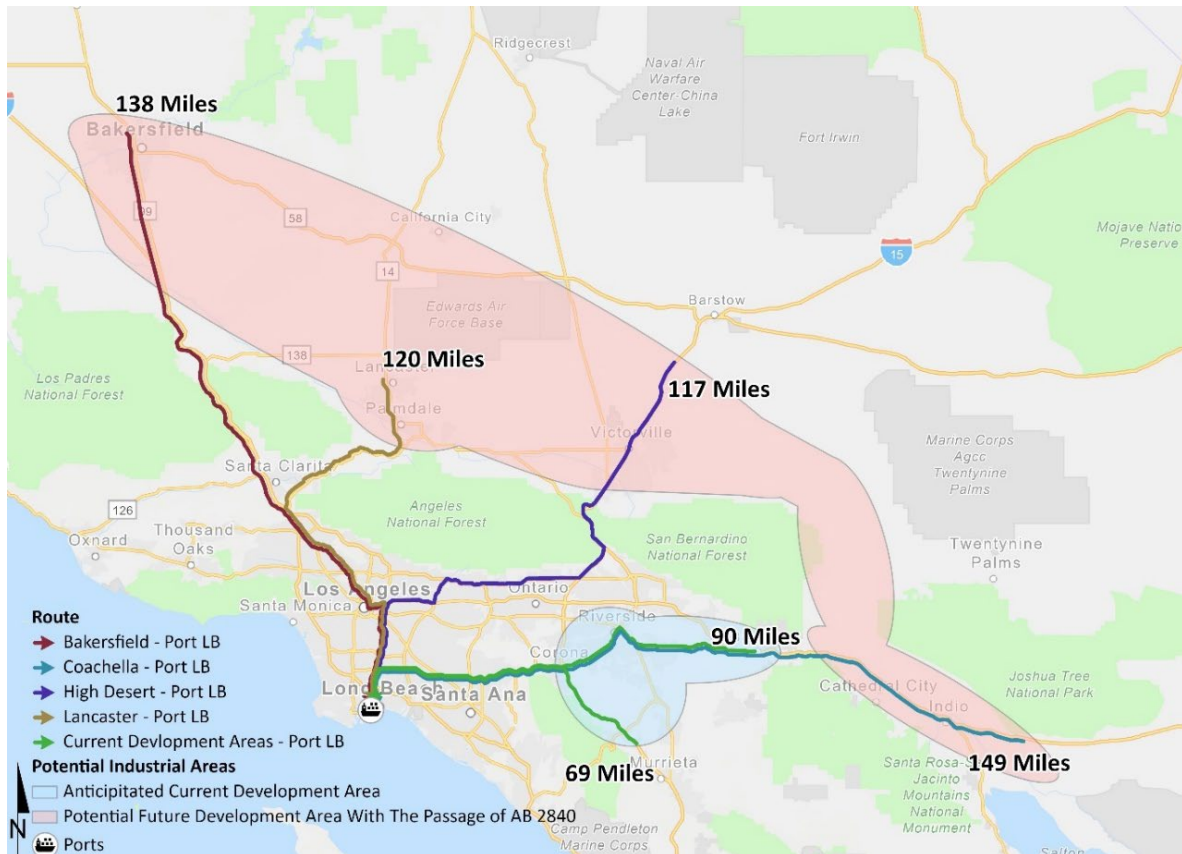 Ridgecrest
Naval Air
Warfare
Center-China
Lake
Fort Irwin
138 Miles
Bakersfield
99
58
California City
14
15
Mojave Natio
Preserve
Edwards Air
Force Base
Barstow
138
120 Miles
Lancaster
Palmdale
117 Miles
Victorville
Los Padres
National Forest
Santa Clarita
Marine Corps
Agcc
Twentynine
Palms
126
Thousand
Oaks
Oxnard
Angeles
National Forest
San Bernardino
National Forest
Twentynine
Palms
Los Angeles
Santa Monica
Ontario
Riverside
90 Miles
Corona
Long Beach
Santa Ana
Cathedral City
Indio
Joshua Tree
National Park
69 Miles
Murrieta
149 Miles
Santa Rosa-S
Jacinto
Mountains
National
Monument
Camp Pendleton
Marine Corps
Salton
Route
Bakersfield - Port LB
Coachella - Port LB
High Desert - Port LB
Lancaster - Port LB
Current Devlopment Areas - Port LB
Potential Industrial Areas
Antipitated Current Development Area
Potential Future Development Area With The Passage of AB 2840
Ports
N